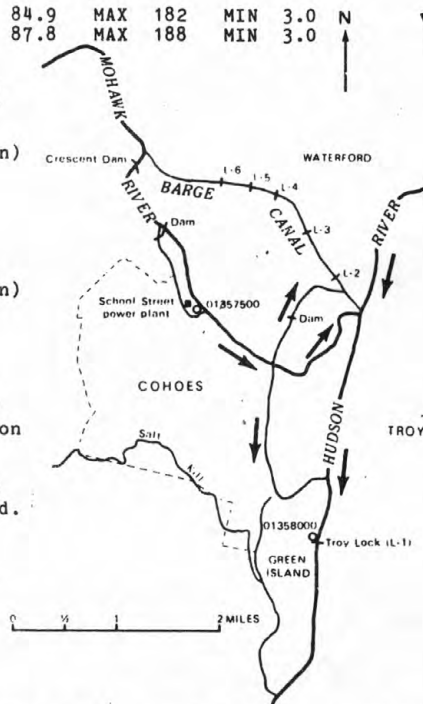 84.9 MAX 182 MIN 3.0
87.8 MAX 188 MIN 3.0
N
MOHAWK
RIVER
n)
Crescent Dam
BARGE
CANAL
L-6
L-5
L-4
WATERFORD
L-3
RIVER
Dam
L-2
n)
School Street
power plant
01357500
Dam
COHOES
on
Salt
Kill
HUDSON
TROY
d.
01358000
Troy Lock (L-1)
GREEN
ISLAND
0 ½ 1 2 MILES